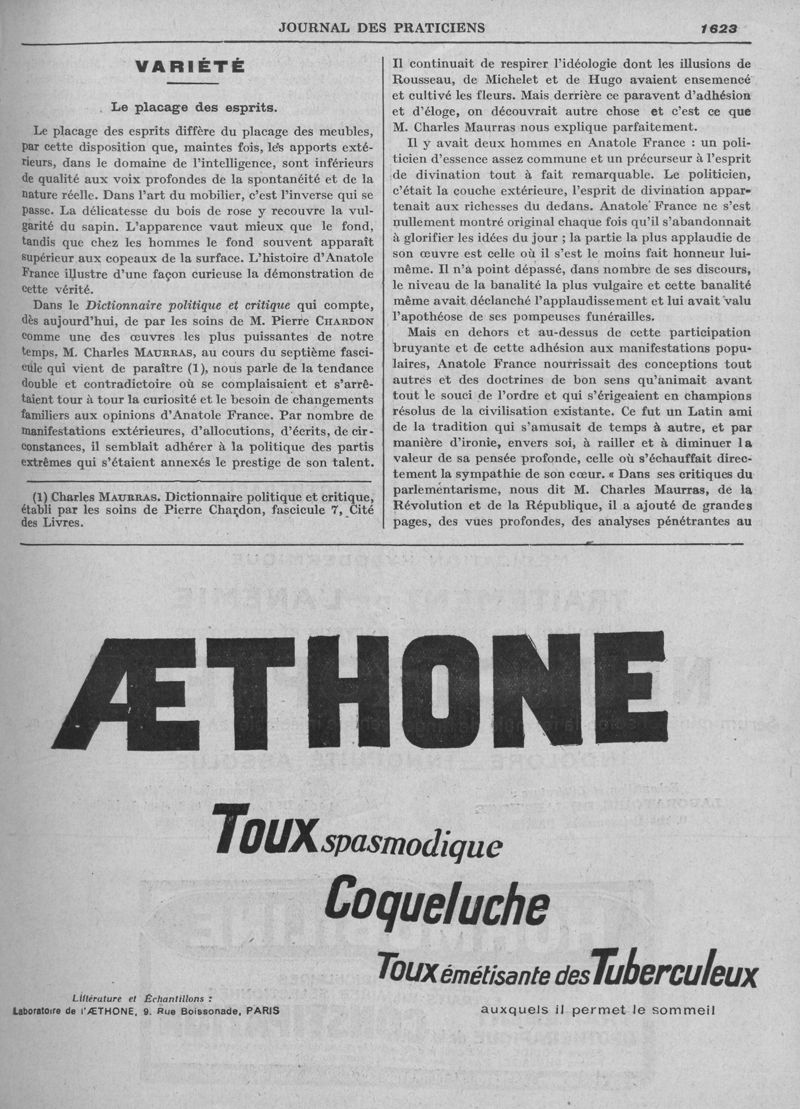 JOURNAL DES PRATICIENS 1623
VARIÉTÉ
Le placage des esprits.
Le placage des esprits diffère du placage des meubles,
par cette disposition que, maintes fois, les apports exté-
rieurs, dans le domaine de l'intelligence, sont inférieurs
de qualité aux voix profondes de la spontanéité et de la
nature réelle. Dans l'art du mobilier, c'est l'inverse qui se
passe. La délicatesse du bois de rose y recouvre la vul-
garité du sapin. L'apparence vaut mieux que le fond,
tandis que chez les hommes le fond souvent apparaît
supérieur aux copeaux de la surface. L'histoire d'Anatole
France illustre d'une façon curieuse la démonstration de
cette vérité.
Dans le Dictionnaire politique et critique qui compte,
dès aujourd'hui, de par les soins de M. Pierre CHARDON
comme une des œuvres les plus puissantes de notre
temps, M. Charles MAURRAS, au cours du septième fasci-
cule qui vient de paraître (1), nous parle de la tendance
double et contradictoire où se complaisaient et s'arrê-
taient tour à tour la curiosité et le besoin de changements
familiers aux opinions d'Anatole France. Par nombre de
manifestations extérieures, d'allocutions, d'écrits, de cir-
constances, il semblait adhérer à la politique des partis
extrêmes qui s'étaient annexés le prestige de son talent.
(1) Charles MAURRAS. Dictionnaire politique et critique,
établi par les soins de Pierre Chardon, fascicule 7, Cité
des Livres.
Il continuait de respirer l'idéologie dont les illusions de
Rousseau, de Michelet et de Hugo avaient ensemencé
et cultivé les fleurs. Mais derrière ce paravent d'adhésion
et d'éloge, on découvrait autre chose et c'est ce que
M. Charles Maurras nous explique parfaitement.
Il y avait deux hommes en Anatole France : un poli-
ticien d'essence assez commune et un précurseur à l'esprit
de divination tout à fait remarquable. Le politicien,
c'était la couche extérieure, l'esprit de divination appar-
tenait aux richesses du dedans. Anatole France ne s'est
nullement montré original chaque fois qu'il s'abandonnait
à glorifier les idées du jour ; la partie la plus applaudie de
son œuvre est celle où il s'est le moins fait honneur lui-
même. Il n'a point dépassé, dans nombre de ses discours,
le niveau de la banalité la plus vulgaire et cette banalité
même avait déclanché l'applaudissement et lui avait valu
l'apothéose de ses pompeuses funérailles.
Mais en dehors et au-dessus de cette participation
bruyante et de cette adhésion aux manifestations popu-
laires, Anatole France nourrissait des conceptions tout
autres et des doctrines de bon sens qu'animait avant
tout le souci de l'ordre et qui s'érigeaient en champions
résolus de la civilisation existante. Ce fut un Latin ami
de la tradition qui s'amusait de temps à autre, et par
manière d'ironie, envers soi, à railler et à diminuer la
valeur de sa pensée profonde, celle où s'échauffait direc-
tement la sympathie de son cœur. « Dans ses critiques du
parlementarisme, nous dit M. Charles Maurras, de la
Révolution et de la République, il a ajouté de grandes
pages, des vues profondes, des analyses pénétrantes au
ÆTHONE
Toux spasmodique
Coqueluche
Toux émétisante des Tuberculeux
auxquels il permet le sommeil
Littérature et Échantillons :
Laboratoire de l'ÆTHONE, 9. Rue Boissonade, PARIS